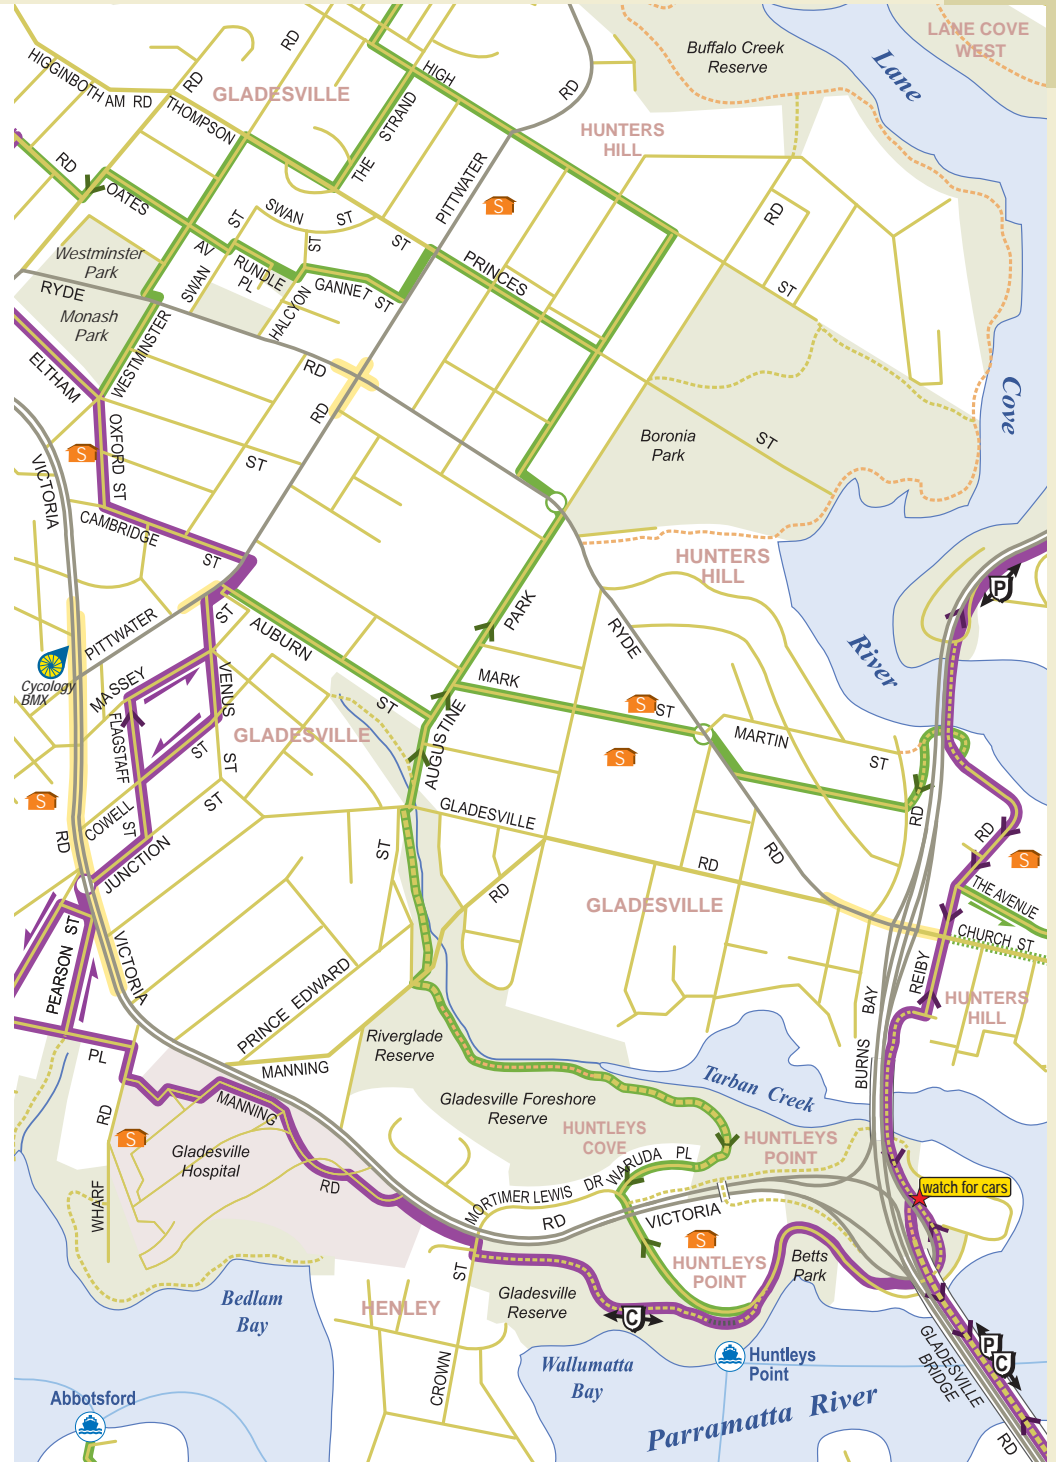 LANE COVE
WEST
Buffalo Creek
Reserve
Lane
RD
HIGH
HIGGINBOTH AM RD
RD
GLADESVILLE
THOMPSON
STRAND
THE
RD
HUNTERS
HILL
PITTWATER
S
RD
OATES
ST
SWAN
ST
ST
ST
RD
Westminster
Park
AV
RUNDLE
PL
GANNET ST
PRINCES
SWAN
HALCYON
RYDE
Monash
Park
ST
WESTMINSTER
ELTHAM
RD
RD
Cove
OXFORD ST
S
VICTORIA
ST
Boronia
Park
ST
CAMBRIDGE
ST
HUNTERS
HILL
P
PITTWATER
ST
AUBURN
PARK
RYDE
River
Cycology
BMX
MASSEY
VENUS
ST
MARK
ST
S
FLAGSTAFF
ST
GLADESVILLE
ST
AUGUSTINE
MARTIN
ST
S
S
COWELL
ST
ST
GLADESVILLE
RD
RD
RD
RD
RD
S
JUNCTION
ST
RD
THE AVENUE
GLADESVILLE
CHURCH ST
PEARSON ST
VICTORIA
REIBY
BAY
HUNTERS
HILL
PRINCE EDWARD
Riverglade
Reserve
MANNING
PL
BURNS
Tarban Creek
RD
MANNING
Gladesville Foreshore
Reserve
HUNTLEYS
COVE
HUNTLEYS
POINT
S
Gladesville
Hospital
WARUDA PL
RD
MORTIMER LEWIS DR
watch for cars
WHARF
RD
VICTORIA
S
HUNTLEYS
POINT
Betts
Park
ST
Bedlam
Bay
HENLEY
Gladesville
Reserve
C
GLADESVILLE
BRIDGE
P
C
Huntleys
Point
Wallumatta
Bay
CROWN
Abbotsford
Parramatta River
RD